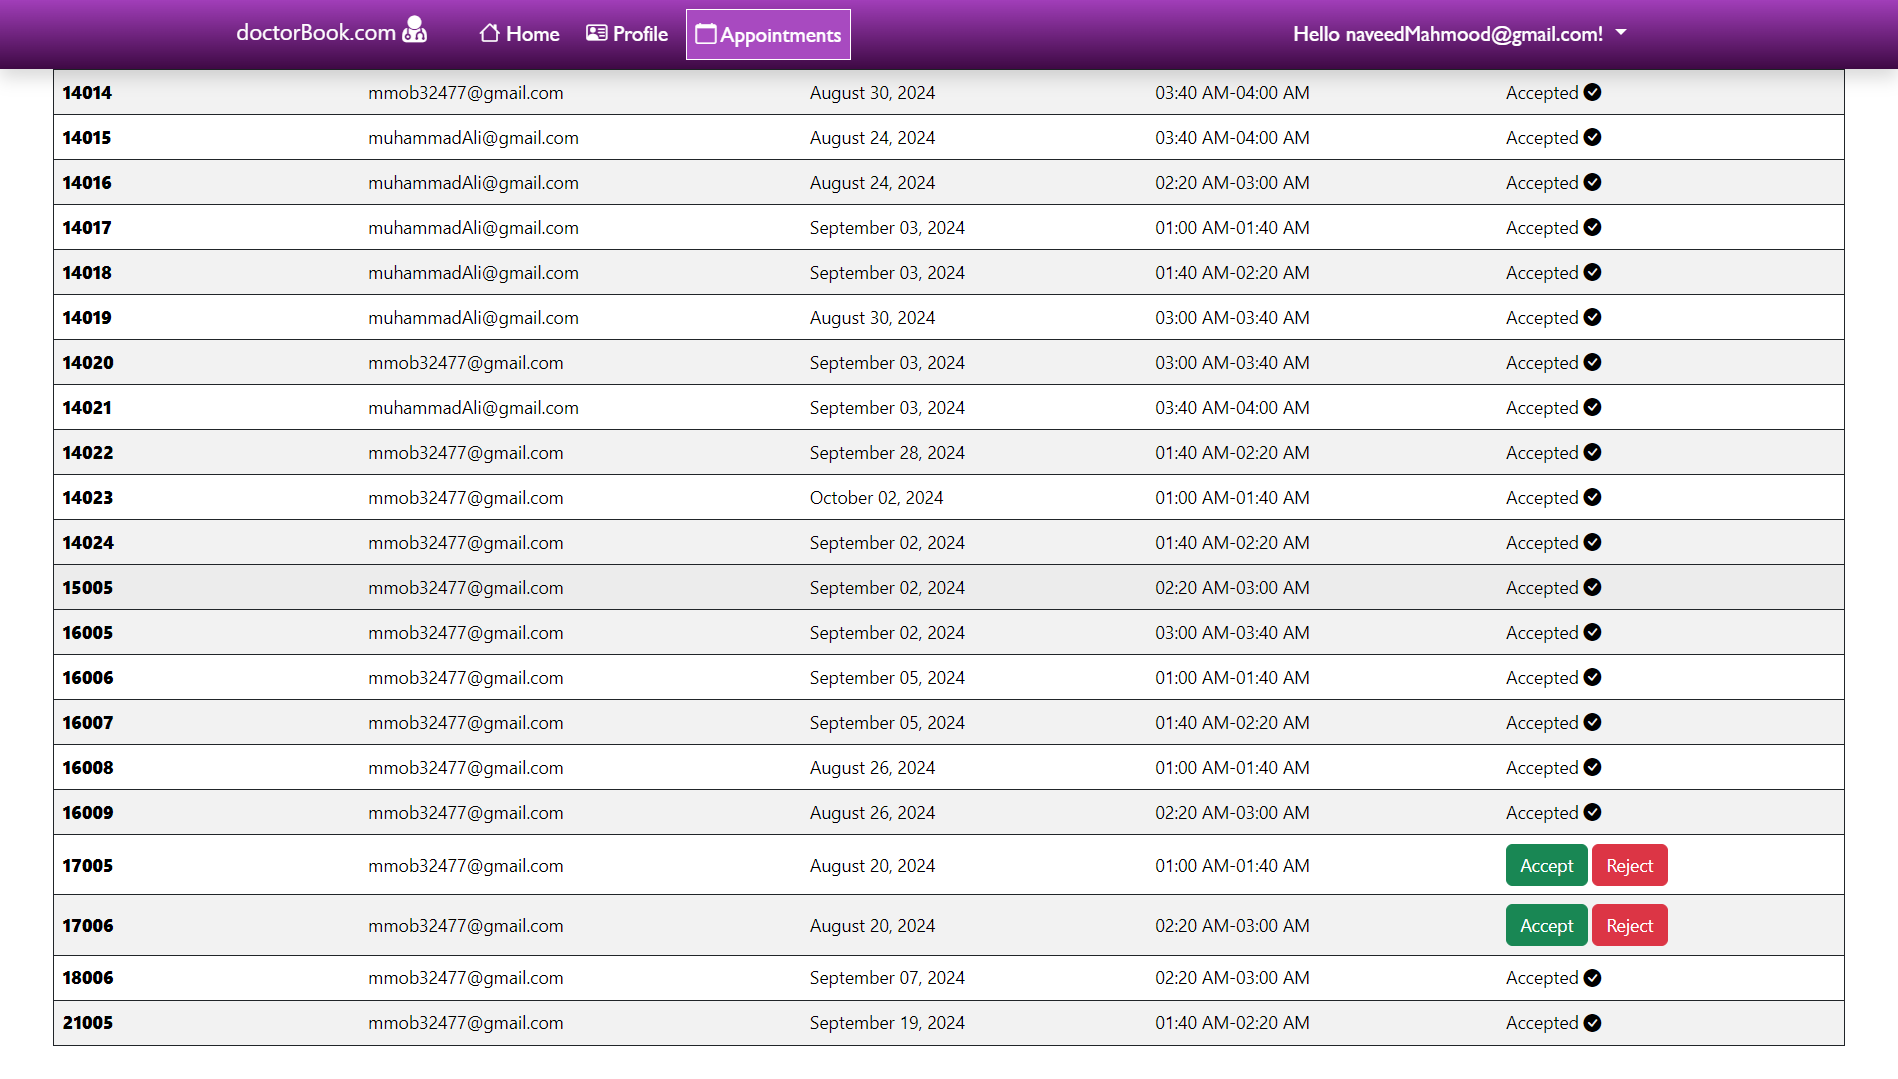 doctorBook.com Home Profile Appointments Hello naveedMahmood@gmail.com!
14014 mmob32477@gmail.com August 30, 2024 03:40 AM-04:00 AM Accepted
14015 muhammadAli@gmail.com August 24, 2024 03:40 AM-04:00 AM Accepted
14016 muhammadAli@gmail.com August 24, 2024 02:20 AM-03:00 AM Accepted
14017 muhammadAli@gmail.com September 03, 2024 01:00 AM-01:40 AM Accepted
14018 muhammadAli@gmail.com September 03, 2024 01:40 AM-02:20 AM Accepted
14019 muhammadAli@gmail.com August 30, 2024 03:00 AM-03:40 AM Accepted
14020 mmob32477@gmail.com September 03, 2024 03:00 AM-03:40 AM Accepted
14021 muhammadAli@gmail.com September 03, 2024 03:40 AM-04:00 AM Accepted
14022 mmob32477@gmail.com September 28, 2024 01:40 AM-02:20 AM Accepted
14023 mmob32477@gmail.com October 02, 2024 01:00 AM-01:40 AM Accepted
14024 mmob32477@gmail.com September 02, 2024 01:40 AM-02:20 AM Accepted
15005 mmob32477@gmail.com September 02, 2024 02:20 AM-03:00 AM Accepted
16005 mmob32477@gmail.com September 02, 2024 03:00 AM-03:40 AM Accepted
16006 mmob32477@gmail.com September 05, 2024 01:00 AM-01:40 AM Accepted
16007 mmob32477@gmail.com September 05, 2024 01:40 AM-02:20 AM Accepted
16008 mmob32477@gmail.com August 26, 2024 01:00 AM-01:40 AM Accepted
16009 mmob32477@gmail.com August 26, 2024 02:20 AM-03:00 AM Accepted
17005 mmob32477@gmail.com August 20, 2024 01:00 AM-01:40 AM Accept Reject
17006 mmob32477@gmail.com August 20, 2024 02:20 AM-03:00 AM Accept Reject
18006 mmob32477@gmail.com September 07, 2024 02:20 AM-03:00 AM Accepted
21005 mmob32477@gmail.com September 19, 2024 01:40 AM-02:20 AM Accepted